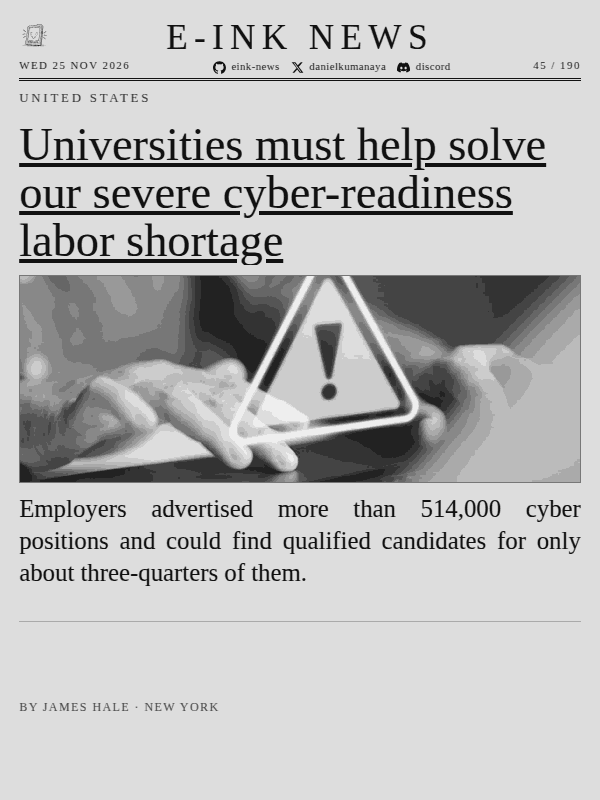 E-INK NEWS
WED 25 NOV 2026
eink-news danielkumanaya discord
45 / 190
UNITED STATES
Universities must help solve
our severe cyber-readiness
labor shortage
Employers advertised more than 514,000 cyber
positions and could find qualified candidates for only
about three-quarters of them.
BY JAMES HALE · NEW YORK